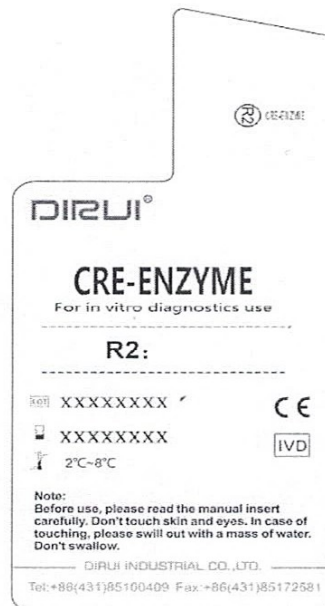 R2 CRE-ENZYME
DIRUI®
CRE-ENZYME
For in vitro diagnostics use
R2:
LOT XXXXXXXX
XXXXXXXX
2°C~8°C
CE
IVD
Note:
Before use, please read the manual insert
carefully. Don't touch skin and eyes. In case of
touching, please swill out with a mass of water.
Don't swallow.
DIRUI INDUSTRIAL CO.,LTD.
Tel:+86(431)85100409 Fax:+86(431)85172581